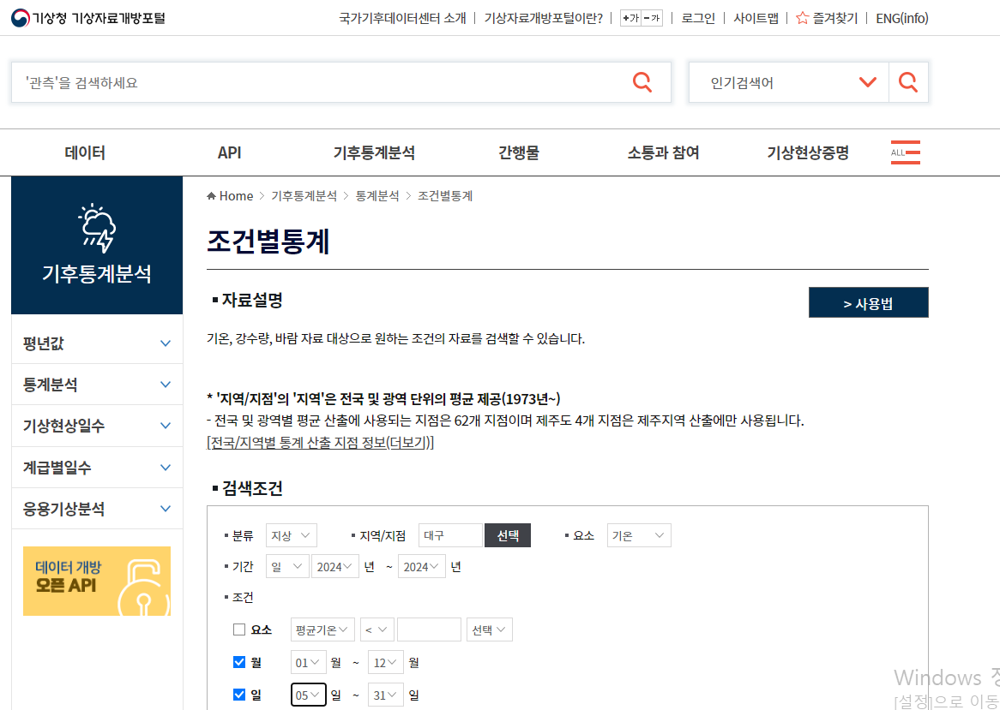 기상청 기상자료개방포털
국가기후데이터센터 소개 | 기상자료개방포털이란? | +가 -가 | 로그인 | 사이트맵 | 즐겨찾기 | ENG(info)
'관측'을 검색하세요
인기검색어
데이터 API 기후통계분석 간행물 소통과 참여 기상현상증명 ALL
기후통계분석
평년값
통계분석
기상현상일수
계급별일수
응용기상분석
데이터 개방
오픈 API
Home > 기후통계분석 > 통계분석 > 조건별통계
조건별통계
자료설명
> 사용법
기온, 강수량, 바람 자료 대상으로 원하는 조건의 자료를 검색할 수 있습니다.
* '지역/지점'의 '지역'은 전국 및 광역 단위의 평균 제공(1973년~)
- 전국 및 광역별 평균 산출에 사용되는 지점은 62개 지점이며 제주도 4개 지점은 제주지역 산출에만 사용됩니다.
[전국/지역별 통계 산출 지점 정보(더보기)]
검색조건
분류 지상 지역/지점 대구 선택 요소 기온
기간 일 2024 년 ~ 2024 년
조건
요소 평균기온 < 선택
월 01 월 ~ 12 월
일 05 일 ~ 31 일
Windows
[설정]으로 이동